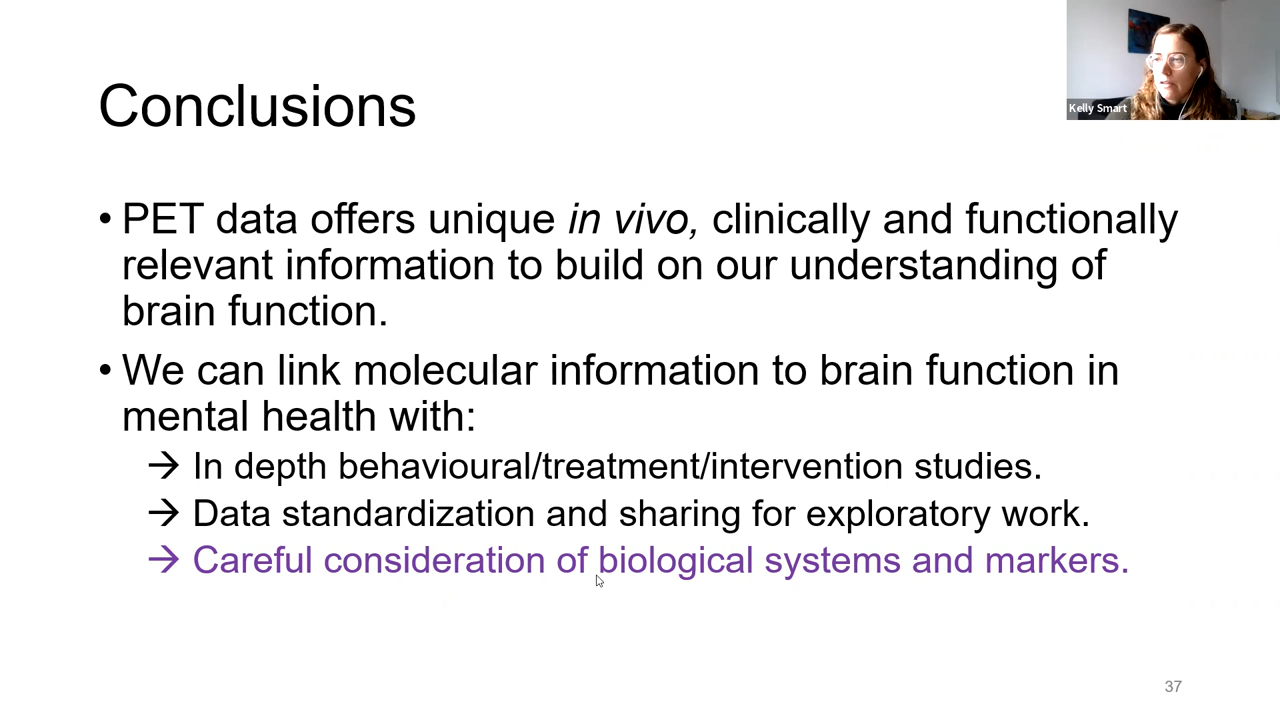 Kelly Smart
Conclusions
• PET data offers unique in vivo, clinically and functionally
relevant information to build on our understanding of
brain function.
• We can link molecular information to brain function in
mental health with:
→ In depth behavioural/treatment/intervention studies.
→ Data standardization and sharing for exploratory work.
→ Careful consideration of biological systems and markers.
37